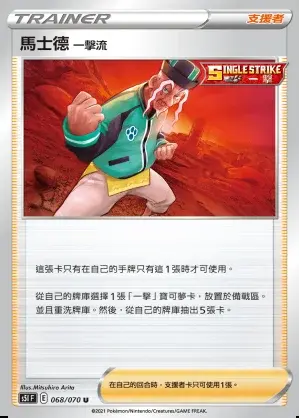 TRAINER
支援者
馬士德 一擊流
SINGLE STRIKE
一擊
這張卡只有在自己的手牌只有這1張時才可使用。
從自己的牌庫選擇1張「一擊」寶可夢卡,放置於備戰區。
並且重洗牌庫。然後,從自己的牌庫抽出5張卡。
Illus. Mitsuhiro Arita
在自己的回合時,支援者卡只可使用1張。
s5I F E 068/070 U
©2021 Pokémon/Nintendo/Creatures/GAME FREAK.